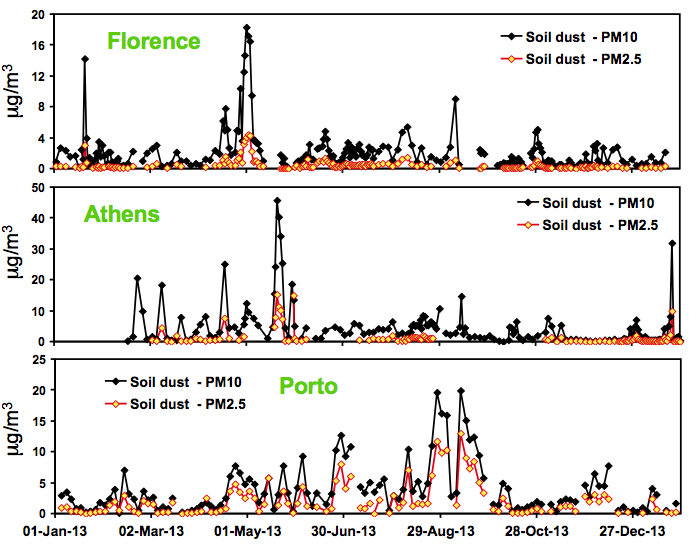 20
16
12
8
4
0
µg/m³
Florence
Soil dust - PM10
Soil dust - PM2.5
50
40
30
20
10
0
µg/m³
Athens
Soil dust - PM10
Soil dust - PM2.5
25
20
15
10
5
0
µg/m³
Soil dust - PM10
Soil dust - PM2.5
Porto
01-Jan-13 02-Mar-13 01-May-13 30-Jun-13 29-Aug-13 28-Oct-13 27-Dec-13